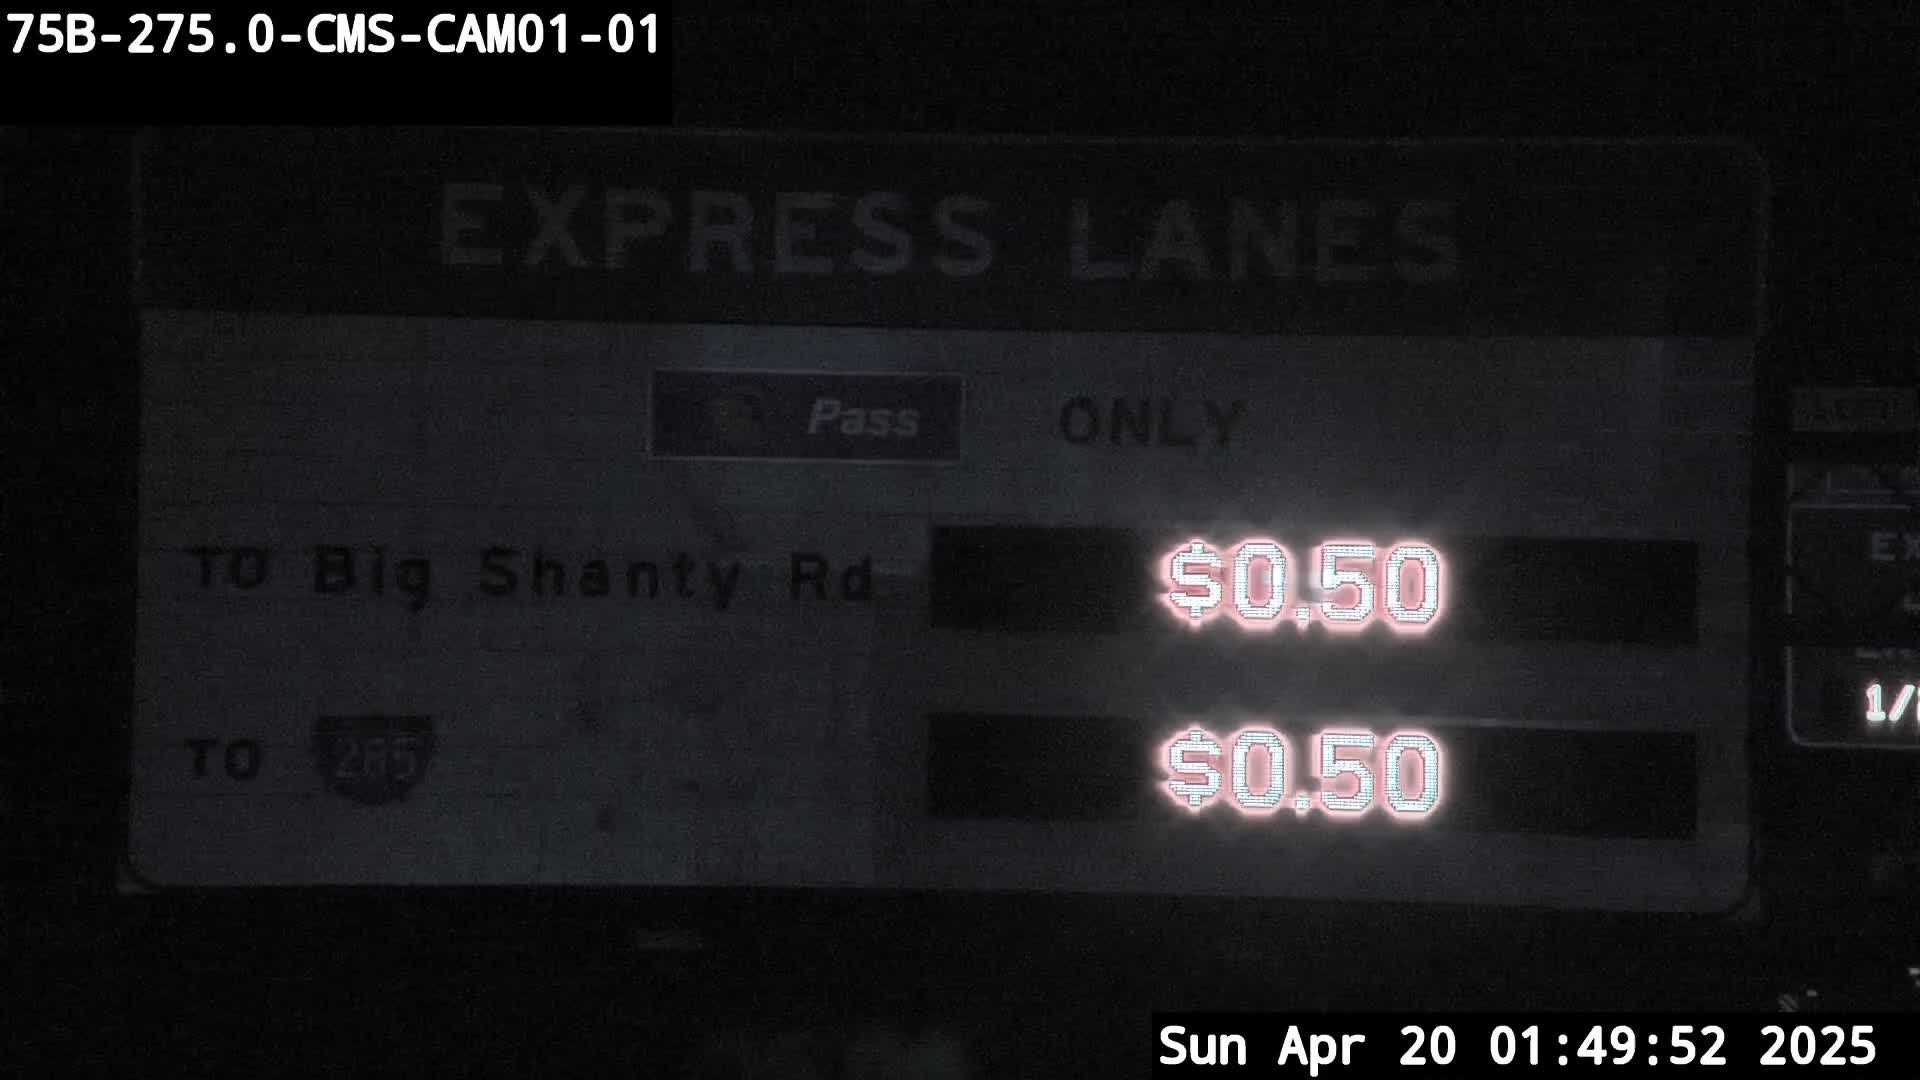 75B-275.0-CMS-CAM01-01
EXPRESS LANES
Pass ONLY
TO Big Shanty Rd $0.50
TO 285 $0.50
Sun Apr 20 01:49:52 2025